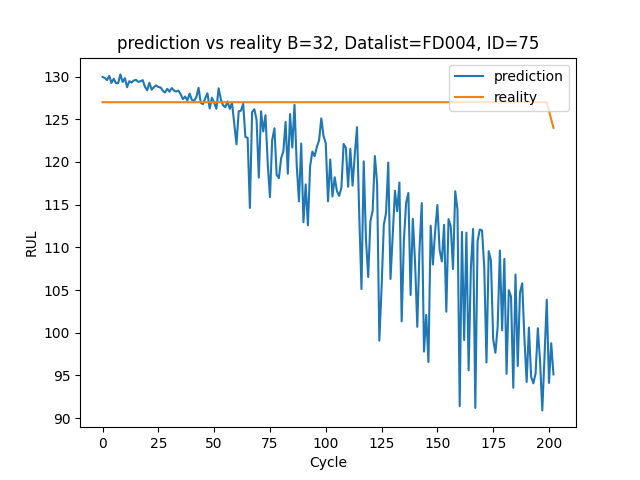 prediction vs reality B=32, Datalist=FD004, ID=75
prediction
reality
RUL
130
125
120
115
110
105
100
95
90
0 25 50 75 100 125 150 175 200
Cycle